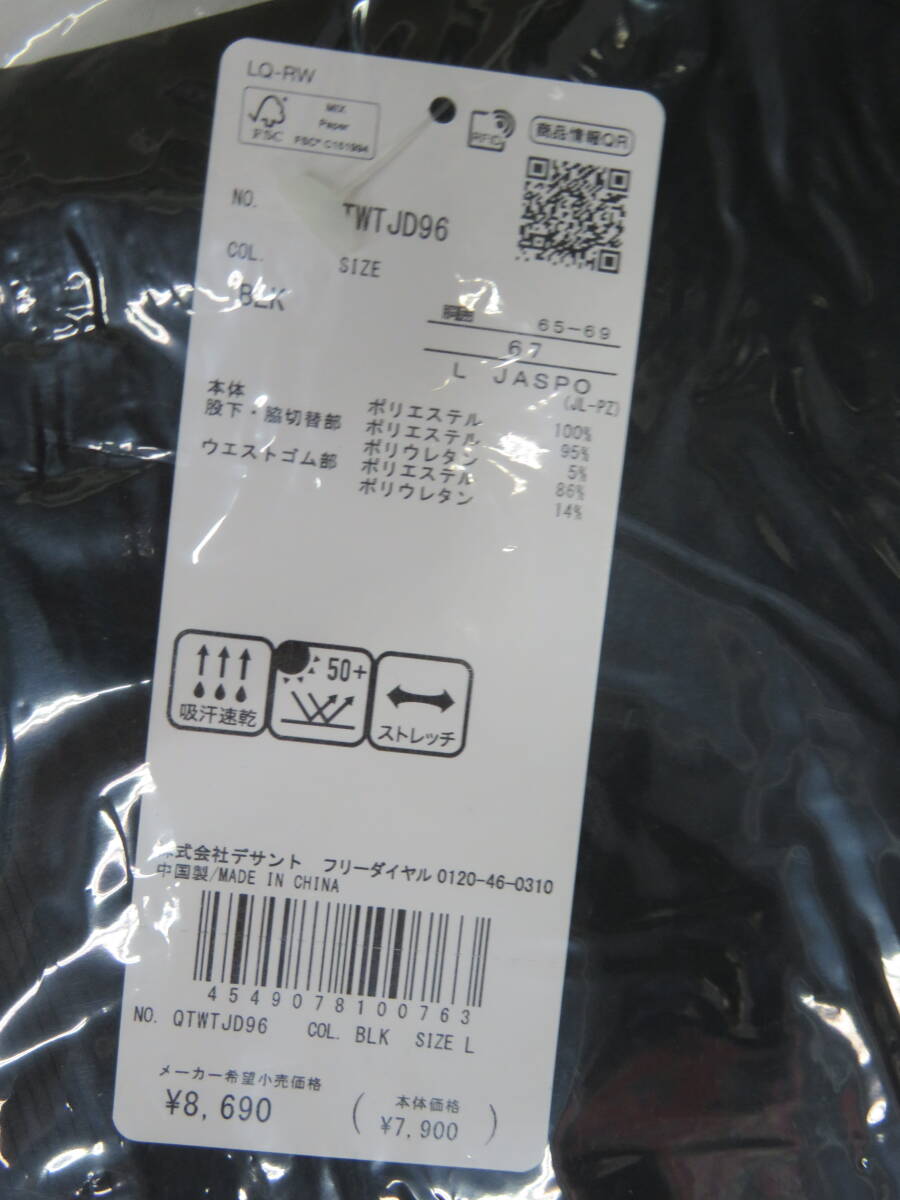 LQ-RW
FSC
MIX
Paper
FSC® C151994
RFID
商品情報QR
NO.
TWTJD96
COL.
SIZE
BLK
胴囲 65-69
67
L JASPO
(JL-PZ)
本体 ポリエステル 100%
股下・脇切替部 ポリエステル 95%
ポリウレタン 5%
ウエストゴム部 ポリエステル 86%
ポリウレタン 14%
吸汗速乾
50+
ストレッチ
式会社デサント フリーダイヤル 0120-46-0310
中国製/MADE IN CHINA
4549078100763
NO. QTWTJD96 COL. BLK SIZE L
メーカー希望小売価格
¥8,690
(本体価格
¥7,900)